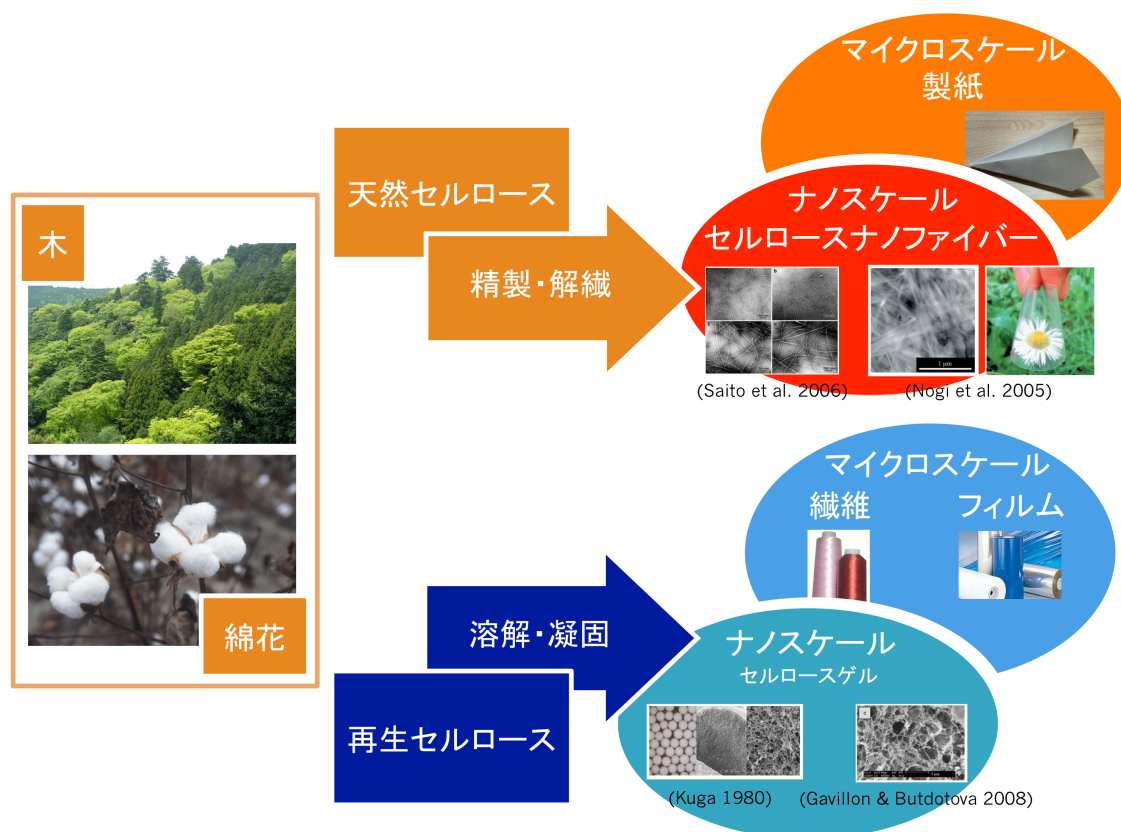 木
綿花
天然セルロース
精製・解繊
マイクロスケール
製紙
ナノスケール
セルロースナノファイバー
1 μm
(Saito et al. 2006)
(Nogi et al. 2005)
溶解・凝固
再生セルロース
マイクロスケール
繊維
フィルム
ナノスケール
セルロースゲル
(Kuga 1980)
(Gavillon & Butdotova 2008)